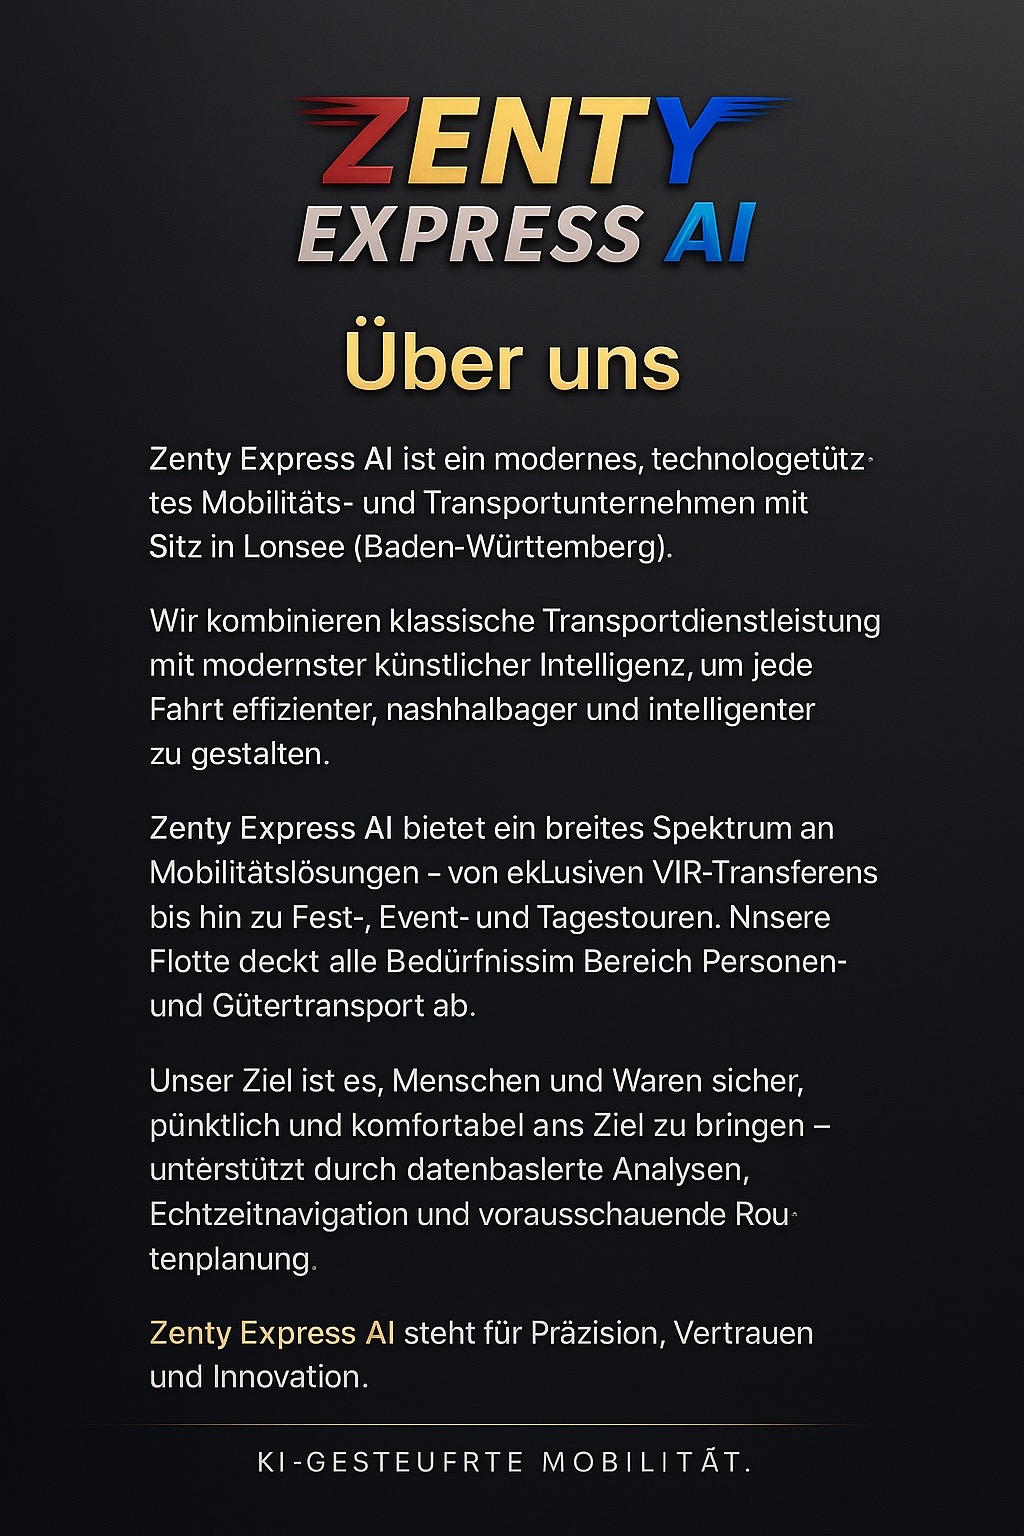 ZENTY
EXPRESS AI
Über uns
Zenty Express AI ist ein modernes, technologetütz-
tes Mobilitäts- und Transportunternehmen mit
Sitz in Lonsee (Baden-Württemberg).
Wir kombinieren klassische Transportdienstleistung
mit modernster künstlicher Intelligenz, um jede
Fahrt effizienter, nashhalbager und intelligenter
zu gestalten.
Zenty Express AI bietet ein breites Spektrum an
Mobilitätslösungen – von ekLusiven VIR-Transferens
bis hin zu Fest-, Event- und Tagestouren. Nnsere
Flotte deckt alle Bedürfnissim Bereich Personen-
und Gütertransport ab.
Unser Ziel ist es, Menschen und Waren sicher,
pünktlich und komfortabel ans Ziel zu bringen –
untėrstützt durch datenbaslerte Analysen,
Echtzeitnavigation und vorausschauende Rou-
tenplanung.
Zenty Express AI steht für Präzision, Vertrauen
und Innovation.
KI-GESTEUFRTE MOBILITÃT.